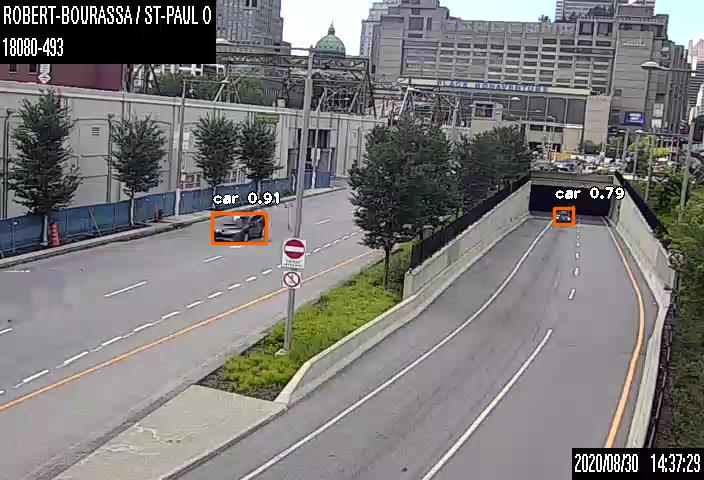 ROBERT-BOURASSA / ST-PAUL O
18080-493
PLACE BONAVENTURE
car 0.91
car 0.79
2020/08/30 14:37:29